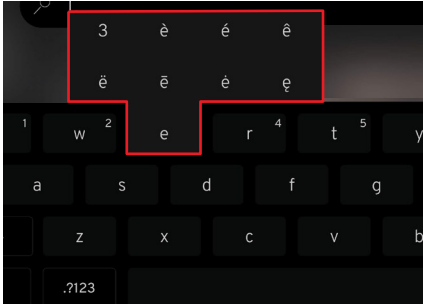 3 è é ê
ë ē ė ę
1 w 2 e r 4 t 5 y
a s d f g
z x c v b
.?123